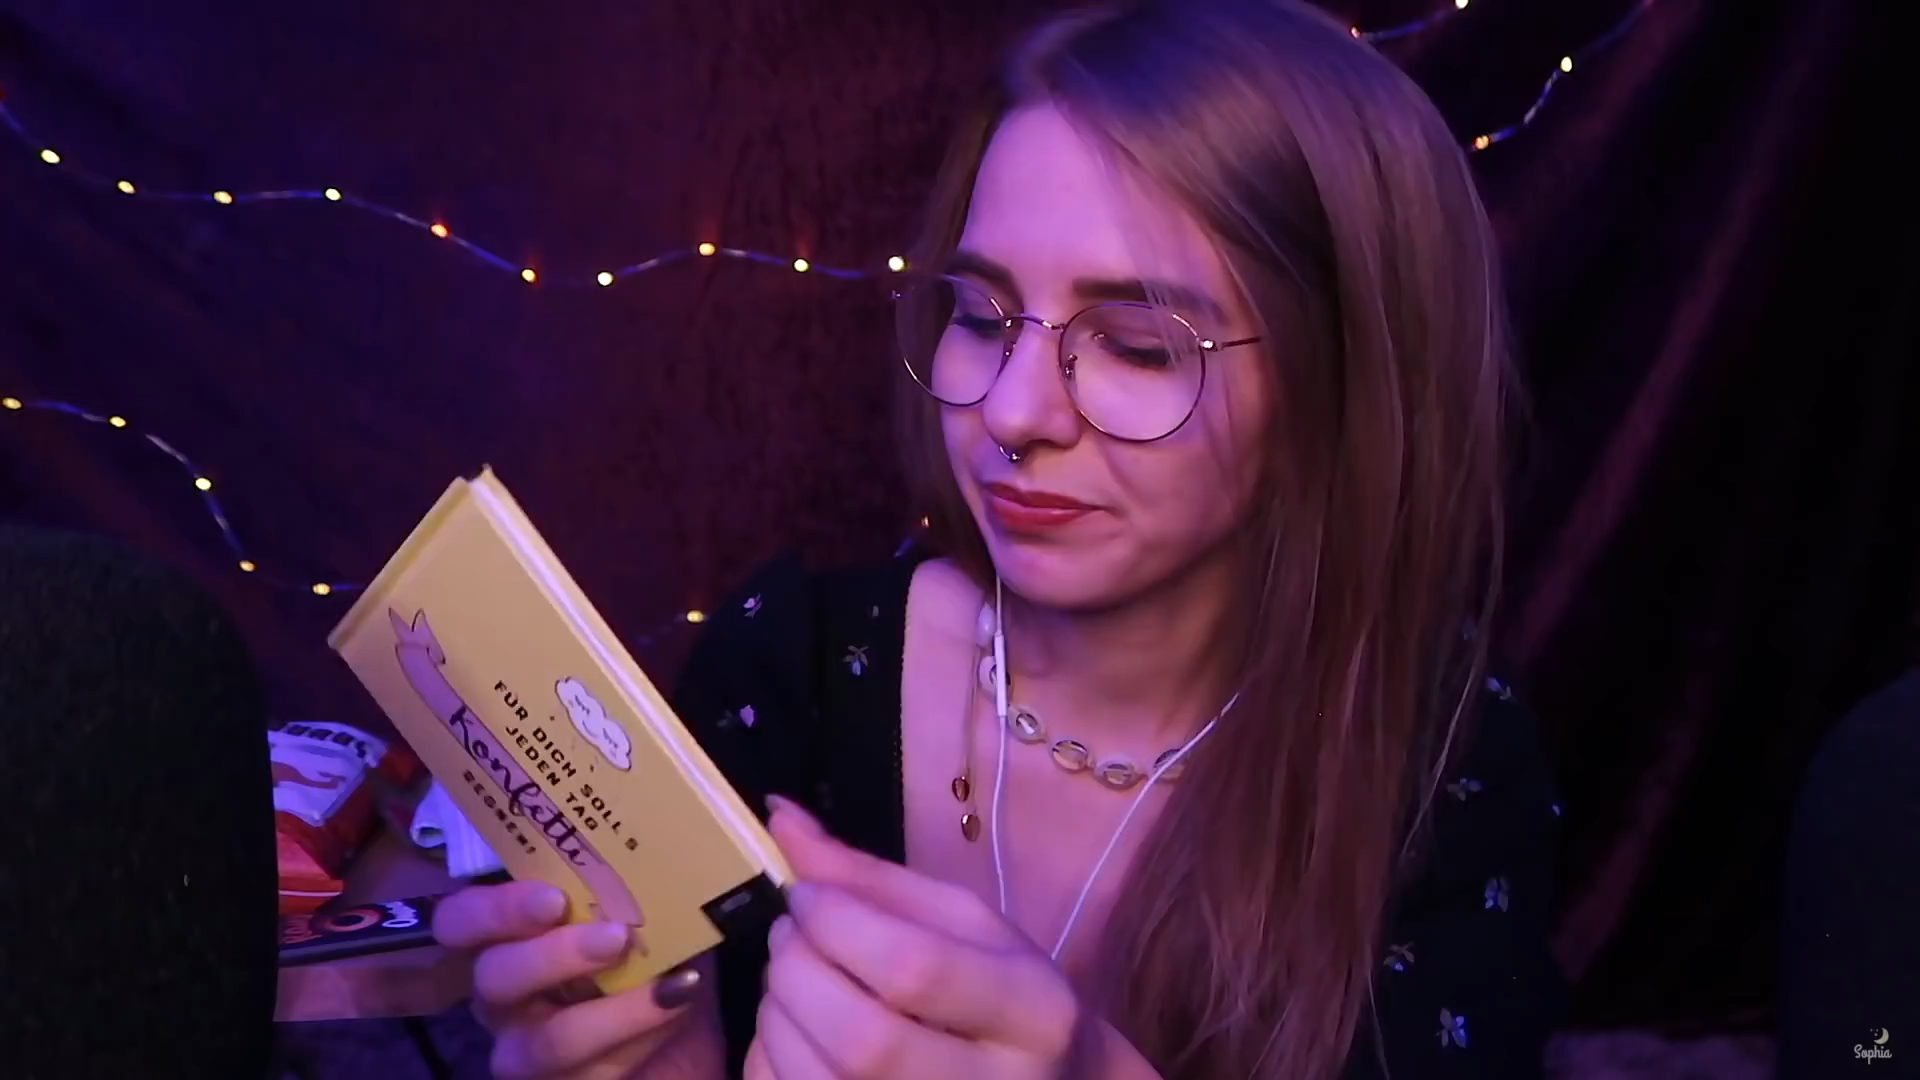 FÜR DICH SOLL'S
JEDEN TAG
Konfetti
REGNEN!
Sophia